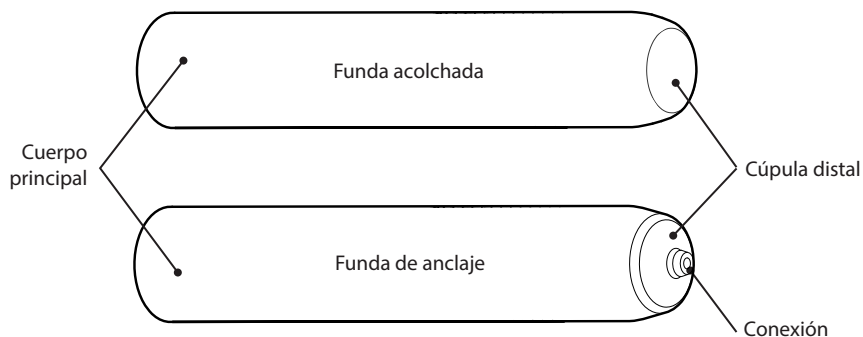 Funda acolchada
Cuerpo
principal
Cúpula distal
Funda de anclaje
Conexión